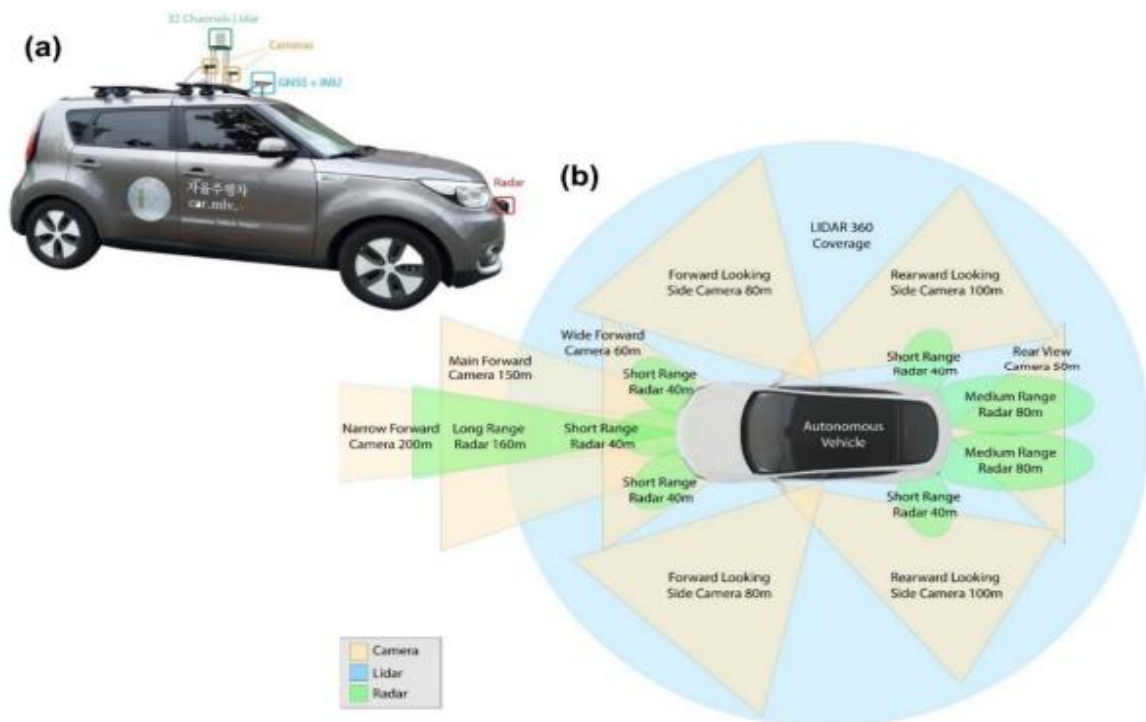 (a)
32 Channels Lidar
Cameras
GNSS + IMU
Radar
자율주행차
(b)
LIDAR 360
Coverage
Forward Looking
Side Camera 80m
Rearward Looking
Side Camera 100m
Wide Forward
Camera 60m
Main Forward
Camera 150m
Short Range
Radar 40m
Short Range
Radar 40m
Rear View
Camera 50m
Medium Range
Radar 80m
Narrow Forward
Camera 200m
Long Range
Radar 160m
Short Range
Radar 40m
Autonomous
Vehicle
Medium Range
Radar 80m
Short Range
Radar 40m
Short Range
Radar 40m
Forward Looking
Side Camera 80m
Rearward Looking
Side Camera 100m
Camera
Lidar
Radar